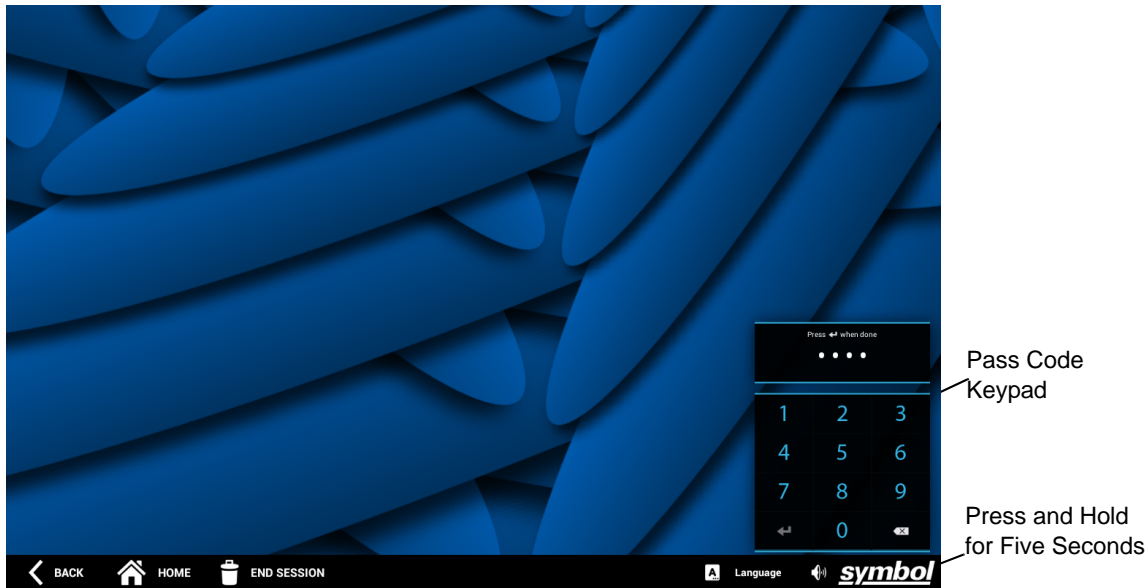 Press ↵ when done
••••
1 2 3
4 5 6
7 8 9
0
Pass Code
Keypad
Press and Hold
for Five Seconds
BACK HOME END SESSION Language symbol